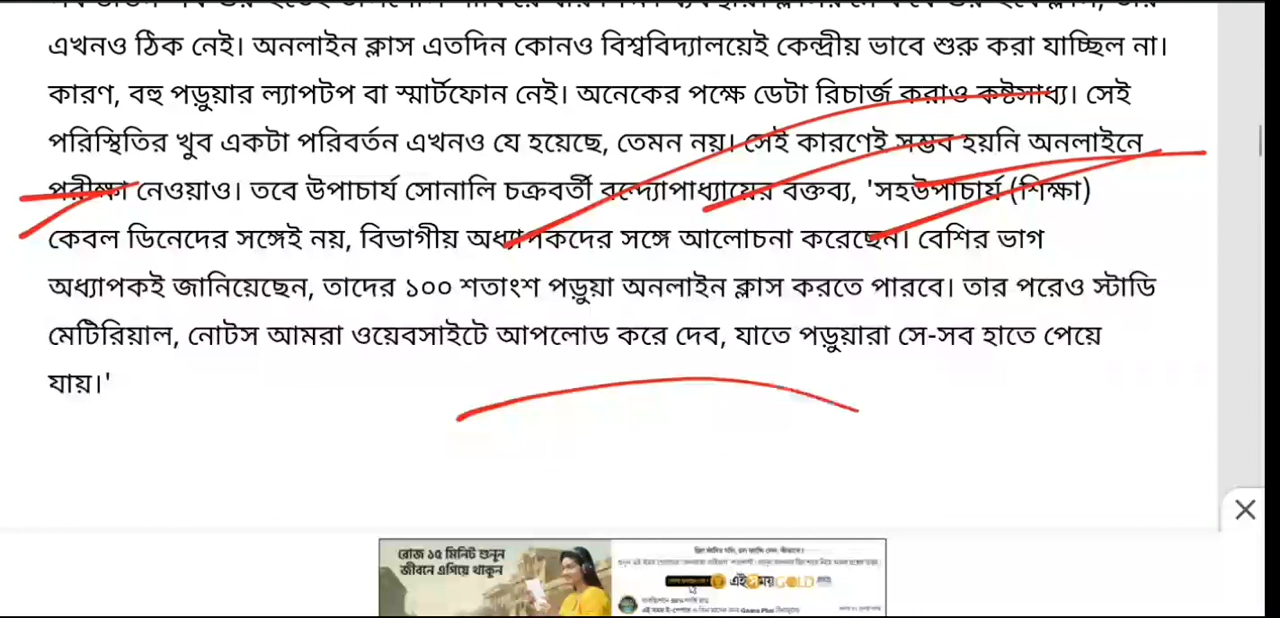 এখনও ঠিক নেই। অনলাইন ক্লাস এতদিন কোনও বিশ্ববিদ্যালয়েই কেন্দ্রীয় ভাবে শুরু করা যাচ্ছিল না।
কারণ, বহু পড়ুয়ার ল্যাপটপ বা স্মার্টফোন নেই। অনেকের পক্ষে ডেটা রিচার্জ করাও কষ্টসাধ্য। সেই
পরিস্থিতির খুব একটা পরিবর্তন এখনও যে হয়েছে, তেমন নয়। সেই কারণেই সম্ভব হয়নি অনলাইনে
পরীক্ষা নেওয়াও। তবে উপাচার্য সোনালি চক্রবর্তী বন্দ্যোপাধ্যায়ের বক্তব্য, 'সহউপাচার্য (শিক্ষা)
কেবল ডিনেদের সঙ্গেই নয়, বিভাগীয় অধ্যাপকদের সঙ্গে আলোচনা করেছেন। বেশির ভাগ
অধ্যাপকই জানিয়েছেন, তাদের ১০০ শতাংশ পড়ুয়া অনলাইন ক্লাস করতে পারবে। তার পরেও স্টাডি
মেটিরিয়াল, নোটস আমরা ওয়েবসাইটে আপলোড করে দেব, যাতে পড়ুয়ারা সে-সব হাতে পেয়ে
যায়।'
রোজ ১৫ মিনিট শুনুন
জীবনে এগিয়ে থাকুন
এই সময় GOLD